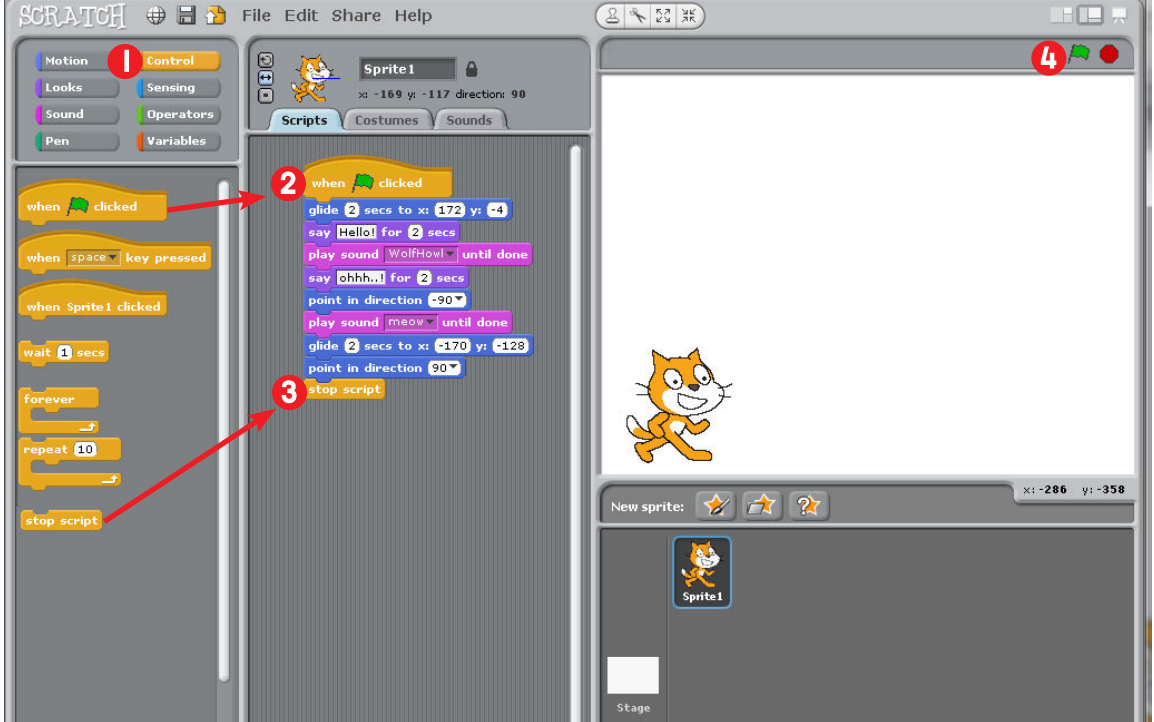 SCRATCH File Edit Share Help
Motion 1 Control
Looks Sensing
Sound Operators
Pen Variables
when clicked
when space key pressed
when Sprite1 clicked
wait 1 secs
forever
repeat 10
stop script
Sprite1
x: -169 y: -117 direction: 90
Scripts Costumes Sounds
2 when clicked
glide 2 secs to x: 172 y: -4
say Hello! for 2 secs
play sound WolfHowl until done
say ohhh..! for 2 secs
point in direction -90
play sound meow until done
glide 2 secs to x: -170 y: -128
point in direction 90
3 stop script
4
x: -286 y: -358
New sprite:
Sprite1
Stage